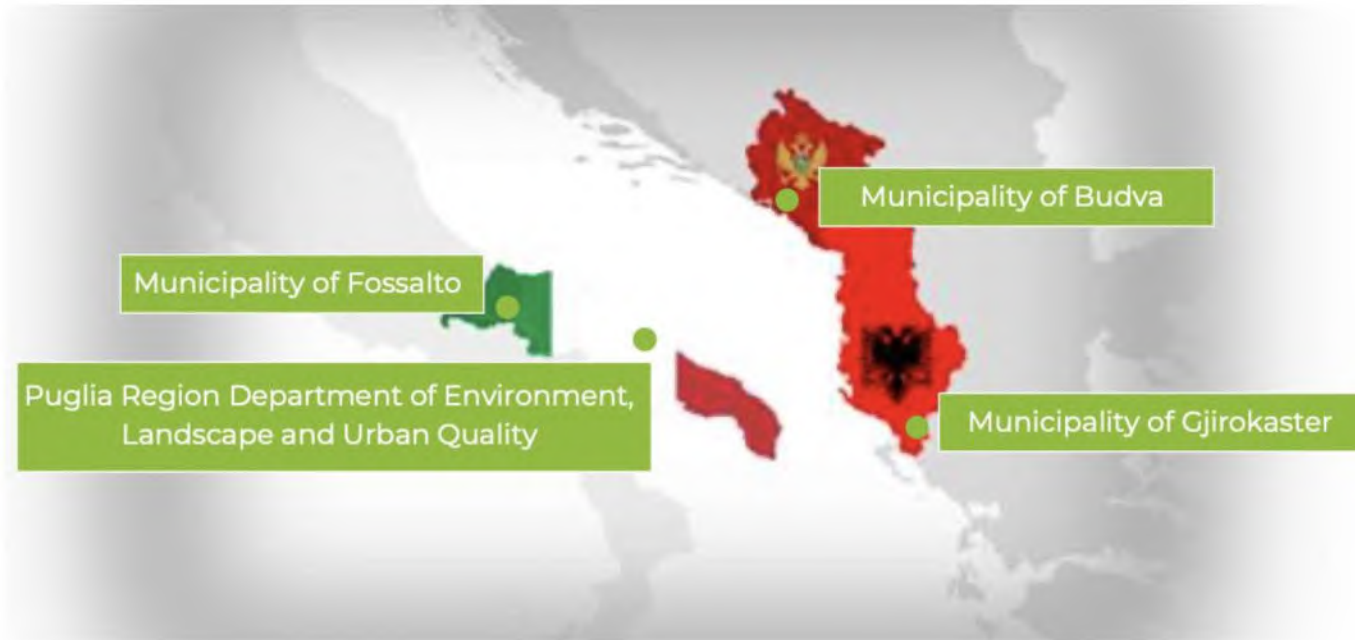 Municipality of Budva
Municipality of Fossalto
Puglia Region Department of Environment,
Landscape and Urban Quality
Municipality of Gjirokaster